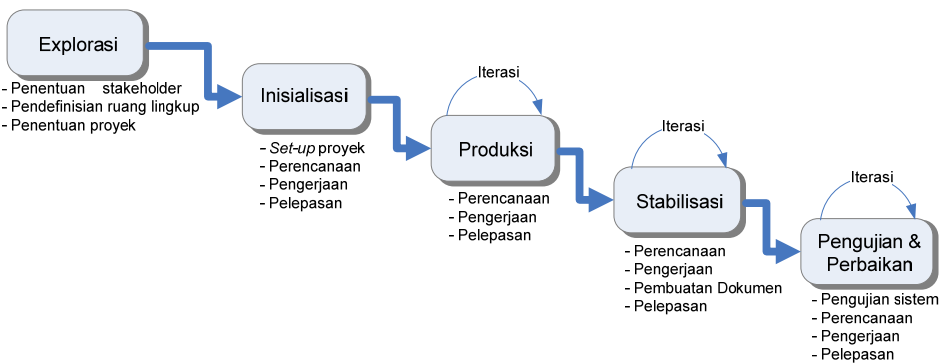 Explorasi
- Penentuan stakeholder
- Pendefinisian ruang lingkup
- Penentuan proyek
Inisialisasi
- Set-up proyek
- Perencanaan
- Pengerjaan
- Pelepasan
Iterasi
Produksi
- Perencanaan
- Pengerjaan
- Pelepasan
Iterasi
Stabilisasi
- Perencanaan
- Pengerjaan
- Pembuatan Dokumen
- Pelepasan
Iterasi
Pengujian &
Perbaikan
- Pengujian sistem
- Perencanaan
- Pengerjaan
- Pelepasan